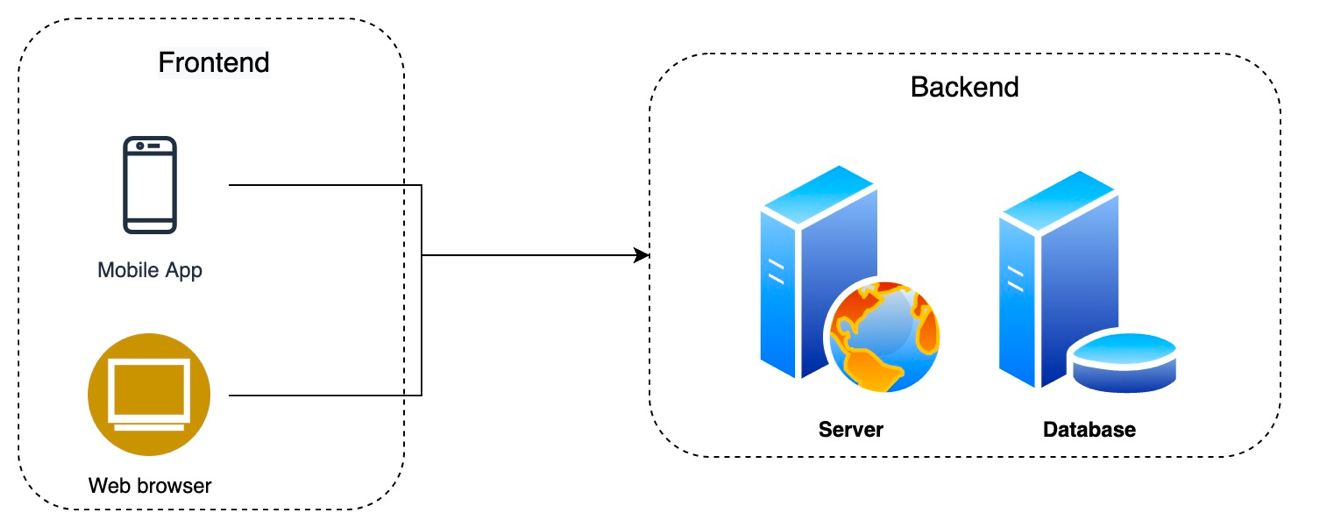 Frontend
Mobile App
Web browser
Backend
Server
Database